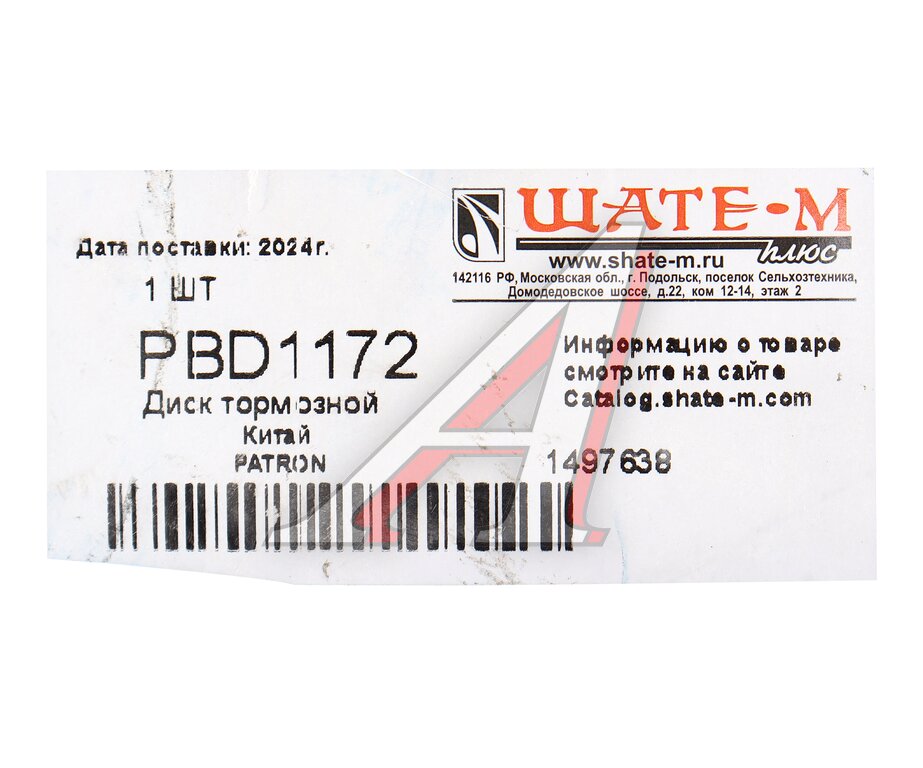 ШАТЕ-М
плюс
www.shate-m.ru
142116 РФ, Московская обл., г. Подольск, поселок Сельхозтехника,
Домодедовское шоссе, д.22, ком 12-14, этаж 2
Дата поставки: 2024г.
1 ШТ
PBD1172
Диск тормозной
Китай
PATRON
Информацию о товаре
смотрите на сайте
Catalog.shate-m.com
1497638